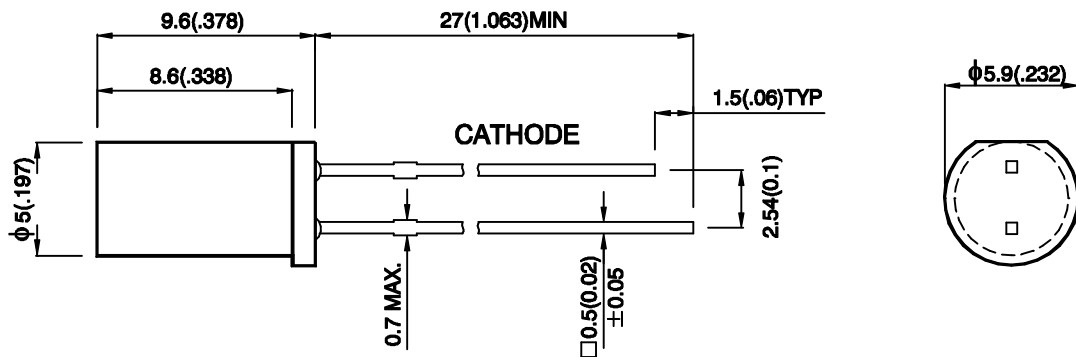 9.6(.378)
27(1.063)MIN
8.6(.338)
ϕ5.9(.232)
1.5(.06)TYP
CATHODE
ϕ5(.197)
2.54(0.1)
0.7 MAX.
□0.5(0.02)
±0.05